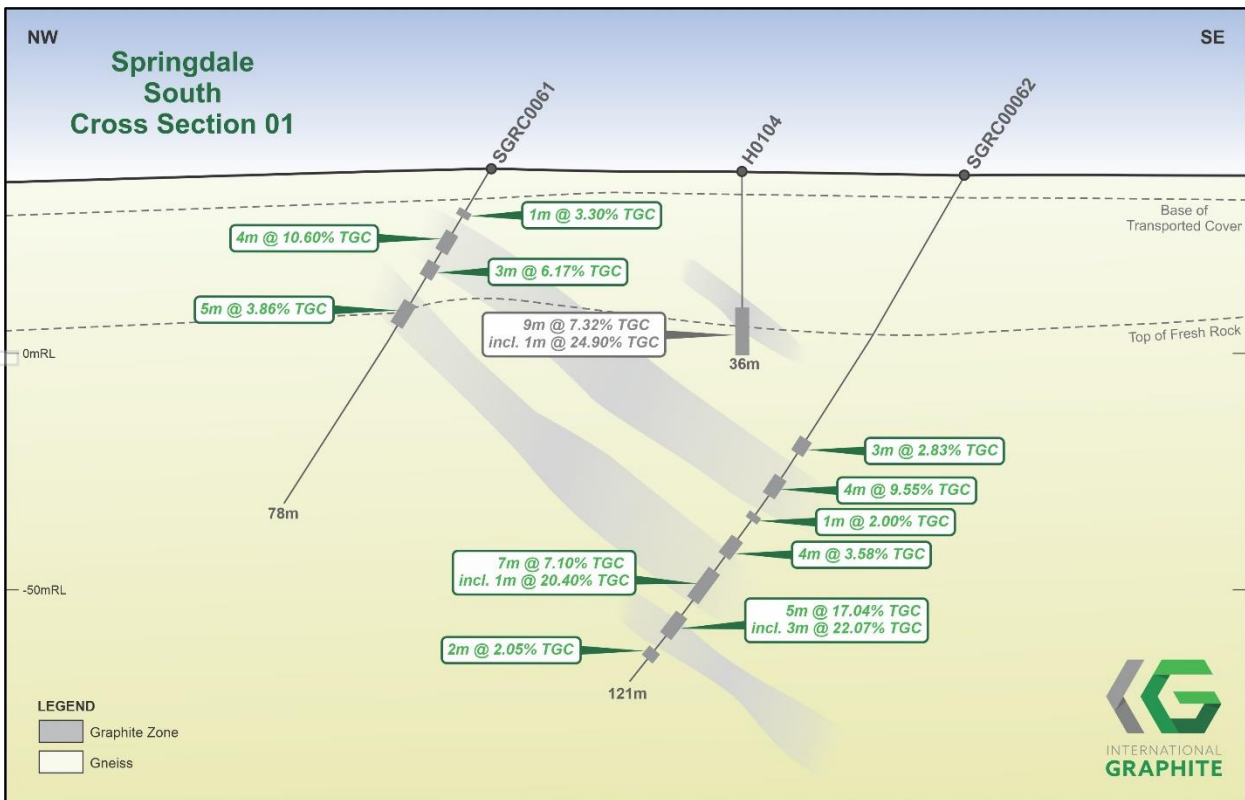 NW
SE
Springdale
South
Cross Section 01
SGRC0061
H0104
SGRC00062
1m @ 3.30% TGC
4m @ 10.60% TGC
3m @ 6.17% TGC
5m @ 3.86% TGC
Base of
Transported Cover
9m @ 7.32% TGC
incl. 1m @ 24.90% TGC
Top of Fresh Rock
0mRL
36m
3m @ 2.83% TGC
4m @ 9.55% TGC
78m
1m @ 2.00% TGC
4m @ 3.58% TGC
7m @ 7.10% TGC
incl. 1m @ 20.40% TGC
-50mRL
5m @ 17.04% TGC
incl. 3m @ 22.07% TGC
2m @ 2.05% TGC
121m
LEGEND
Graphite Zone
Gneiss
INTERNATIONAL
GRAPHITE